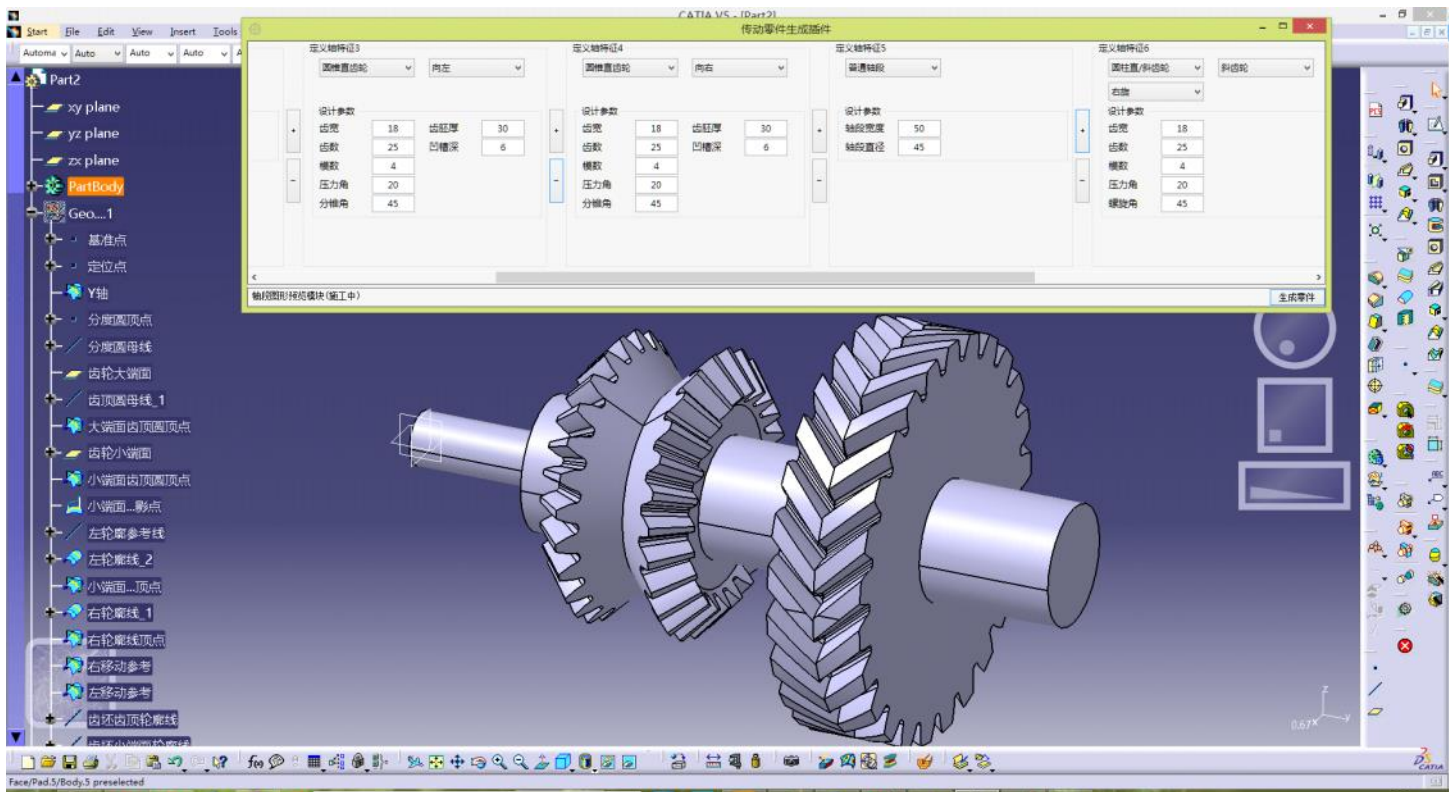 CATIA V5 - [Part2]
Start File Edit View Insert Tools
传动零件生成插件
Auto Auto Auto
Part2
xy plane
yz plane
zx plane
PartBody
Geo....1
基准点
定位点
Y轴
分度圆顶点
分度圆母线
齿轮大端面
齿顶圆母线_1
大端面齿顶圆顶点
齿轮小端面
小端面齿顶圆顶点
小端面...影点
左轮廓参考线
左轮廓线_2
小端面...顶点
右轮廓线_1
右轮廓线顶点
右移动参考
左移动参考
齿坯齿顶轮廓线
齿坯小端面轮廓线
定义轴特征3
圆锥直齿轮 向左
设计参数
齿宽 18 齿胚厚 30
齿数 25 凹槽深 6
模数 4
压力角 20
分锥角 45
+
-
定义轴特征4
圆锥直齿轮 向右
设计参数
齿宽 18 齿胚厚 30
齿数 25 凹槽深 6
模数 4
压力角 20
分锥角 45
+
-
定义轴特征5
普通轴段
设计参数
轴段宽度 50
轴段直径 45
+
-
定义轴特征6
圆柱直/斜齿轮 斜齿轮
右旋
设计参数
齿宽 18
齿数 25
模数 4
压力角 20
螺旋角 45
+
-
轴段图形预览模块(施工中)
生成零件
z
0.67x y
Face/Pad.5/Body.5 preselected
CATIA